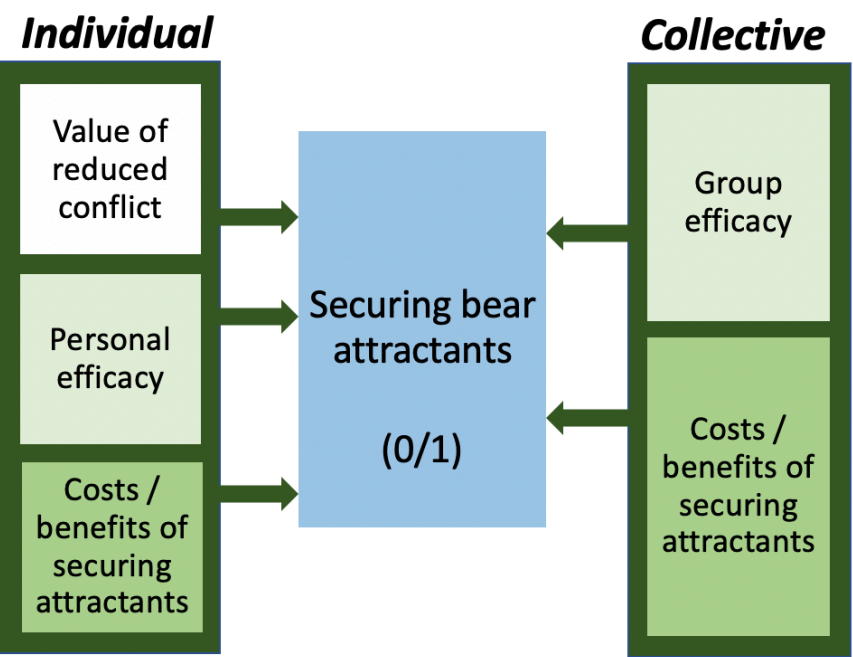 Individual
Value of
reduced
conflict
Personal
efficacy
Costs /
benefits of
securing
attractants
Securing bear
attractants
(0/1)
Collective
Group
efficacy
Costs /
benefits of
securing
attractants